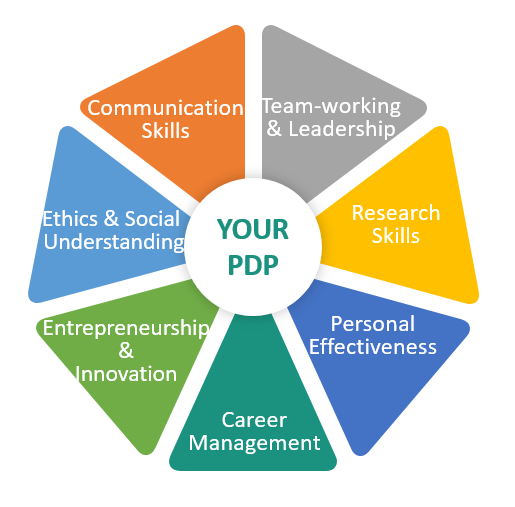 Communication
Skills
Team-working
& Leadership
Ethics & Social
Understanding
YOUR
PDP
Research
Skills
Entrepreneurship
&
Innovation
Personal
Effectiveness
Career
Management